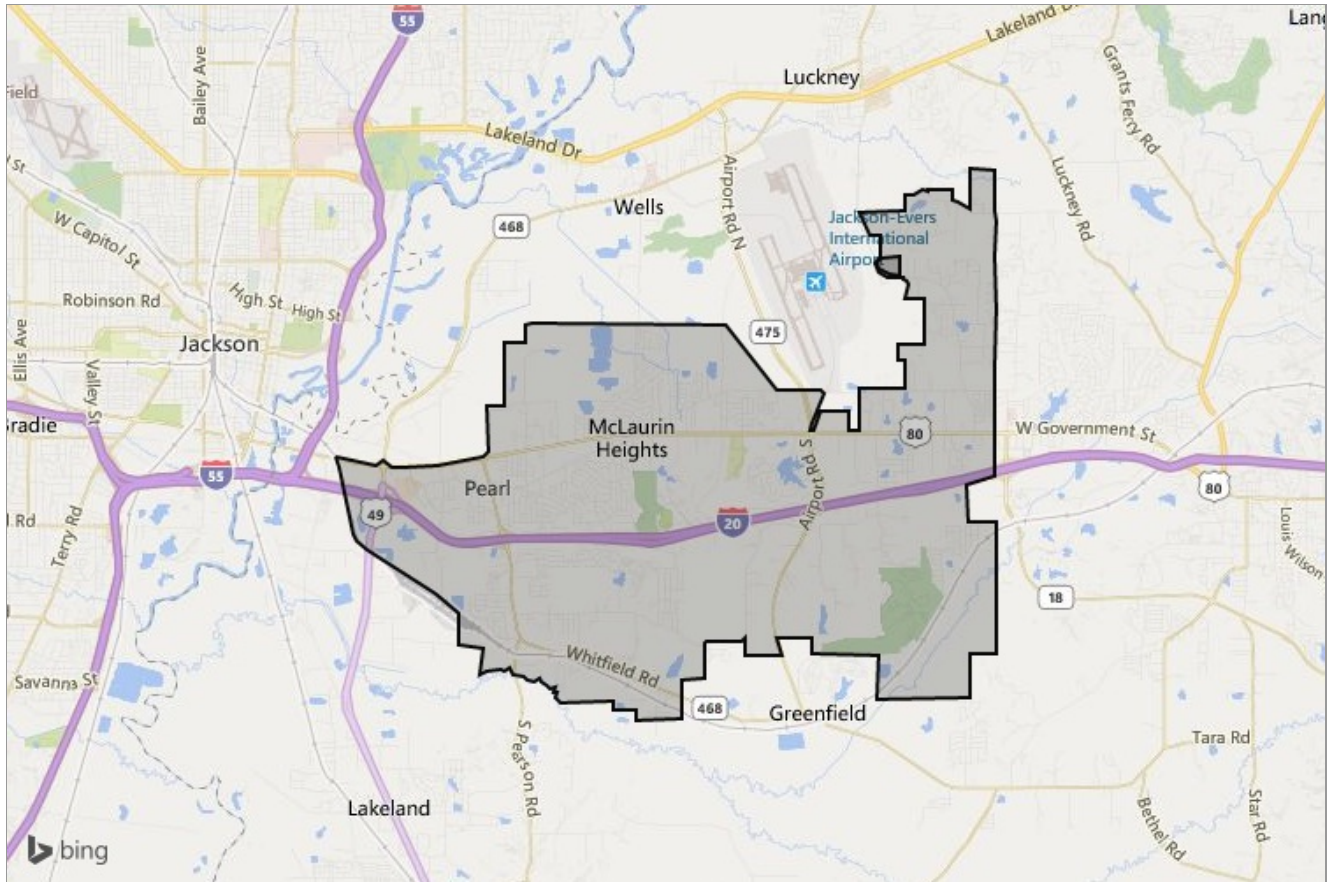 55
Lakeland Dr
Luckney
Bailey Ave
Field
Grants Ferry Rd
Lakeland Dr
Luckney Rd
Airport Rd N
Wells
468
W Capitol St
Jackson-Evers
International
Airport
Robinson Rd
High St
High St
475
Jackson
Ellis Ave
Valley St
McLaurin
Heights
80
W Government St
Airport Rd S
55
Pearl
80
49
20
Terry Rd
Louis Wilson
18
Whitfield Rd
Savanna St
468
Greenfield
S Pearson Rd
Tara Rd
Lakeland
Bethel Rd
Star Rd
bing